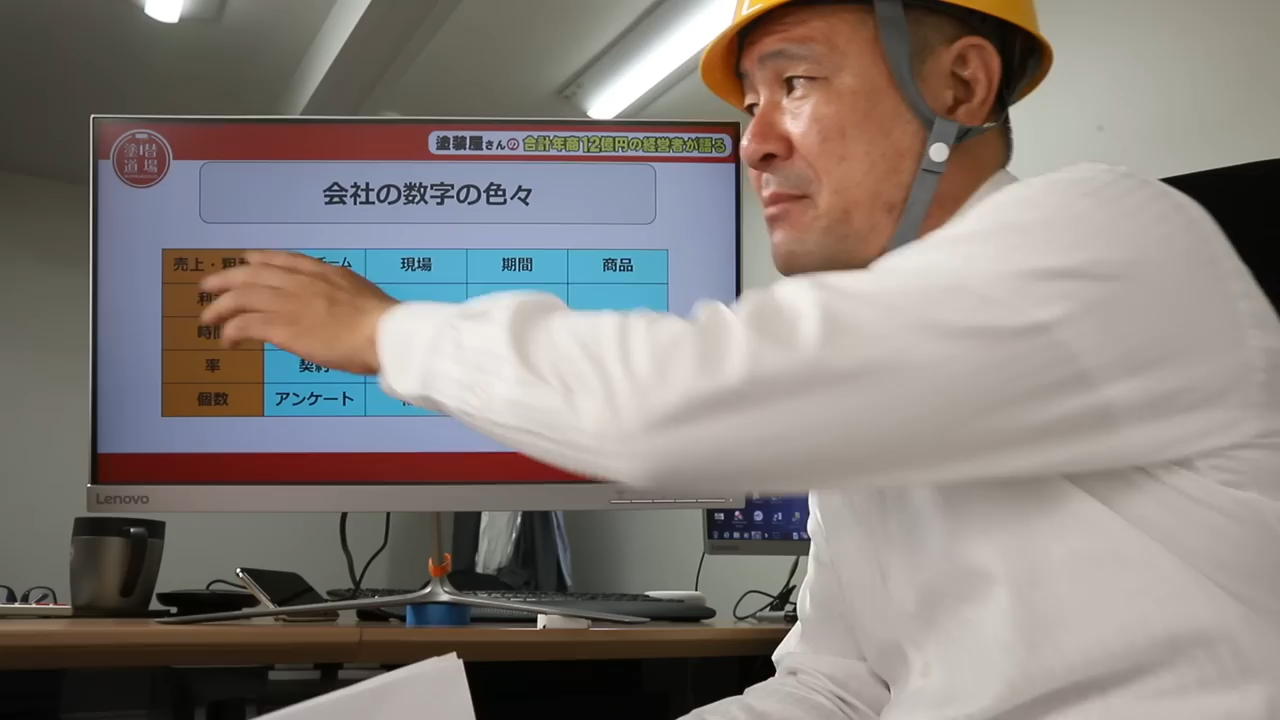 塗替
道場
塗装屋さんの 合計年商12億円の経営者が語る
会社の数字の色々
売上・ 現場 期間 商品
率
個数 アンケート
Lenovo